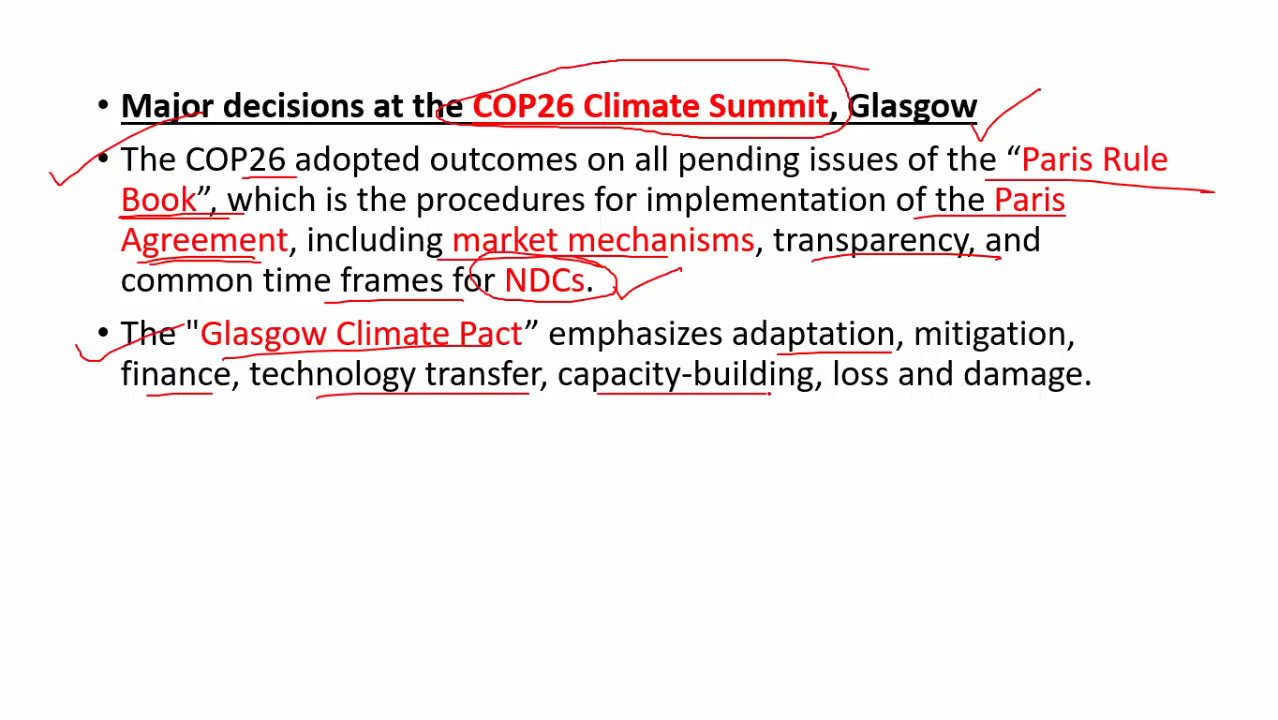 • Major decisions at the COP26 Climate Summit, Glasgow
• The COP26 adopted outcomes on all pending issues of the “Paris Rule
Book”, which is the procedures for implementation of the Paris
Agreement, including market mechanisms, transparency, and
common time frames for NDCs.
• The "Glasgow Climate Pact” emphasizes adaptation, mitigation,
finance, technology transfer, capacity-building, loss and damage.